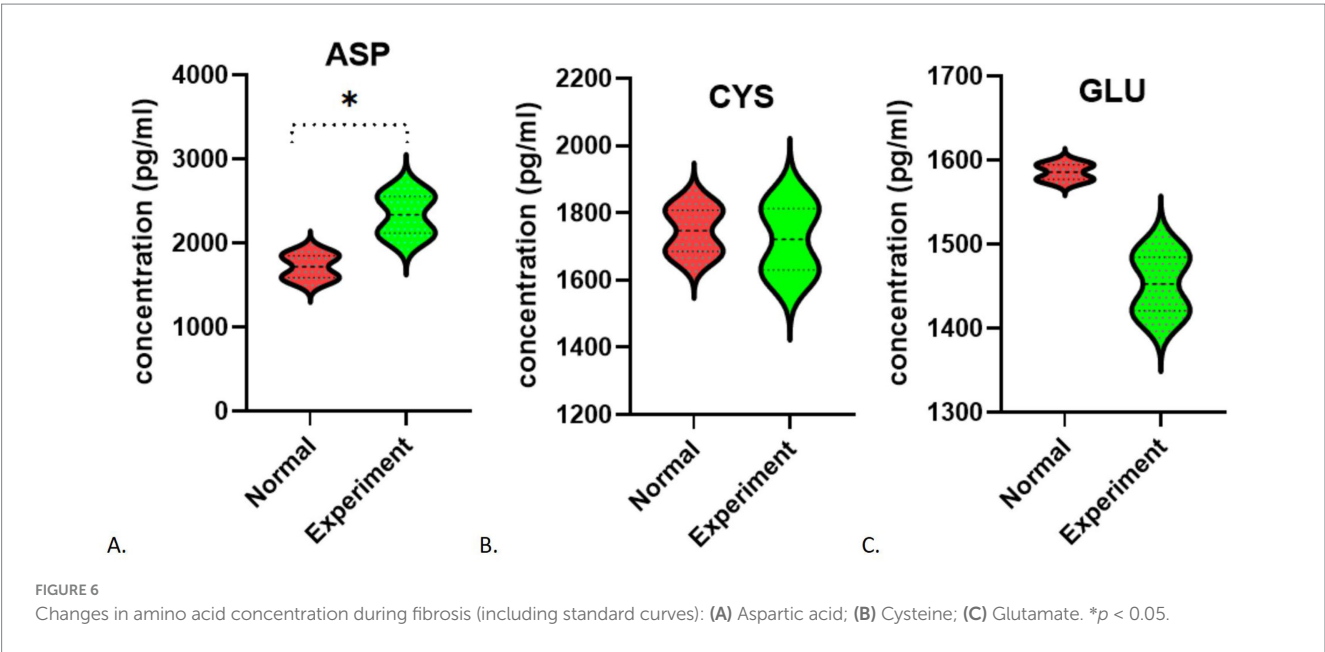 ASP
4000
3000
2000
1000
0
concentration (pg/ml)
*
Normal
Experiment
A.
CYS
2200
2000
1800
1600
1400
1200
concentration (pg/ml)
Normal
Experiment
B.
GLU
1700
1600
1500
1400
1300
concentration (pg/ml)
Normal
Experiment
C.
FIGURE 6
Changes in amino acid concentration during fibrosis (including standard curves): (A) Aspartic acid; (B) Cysteine; (C) Glutamate. *p < 0.05.